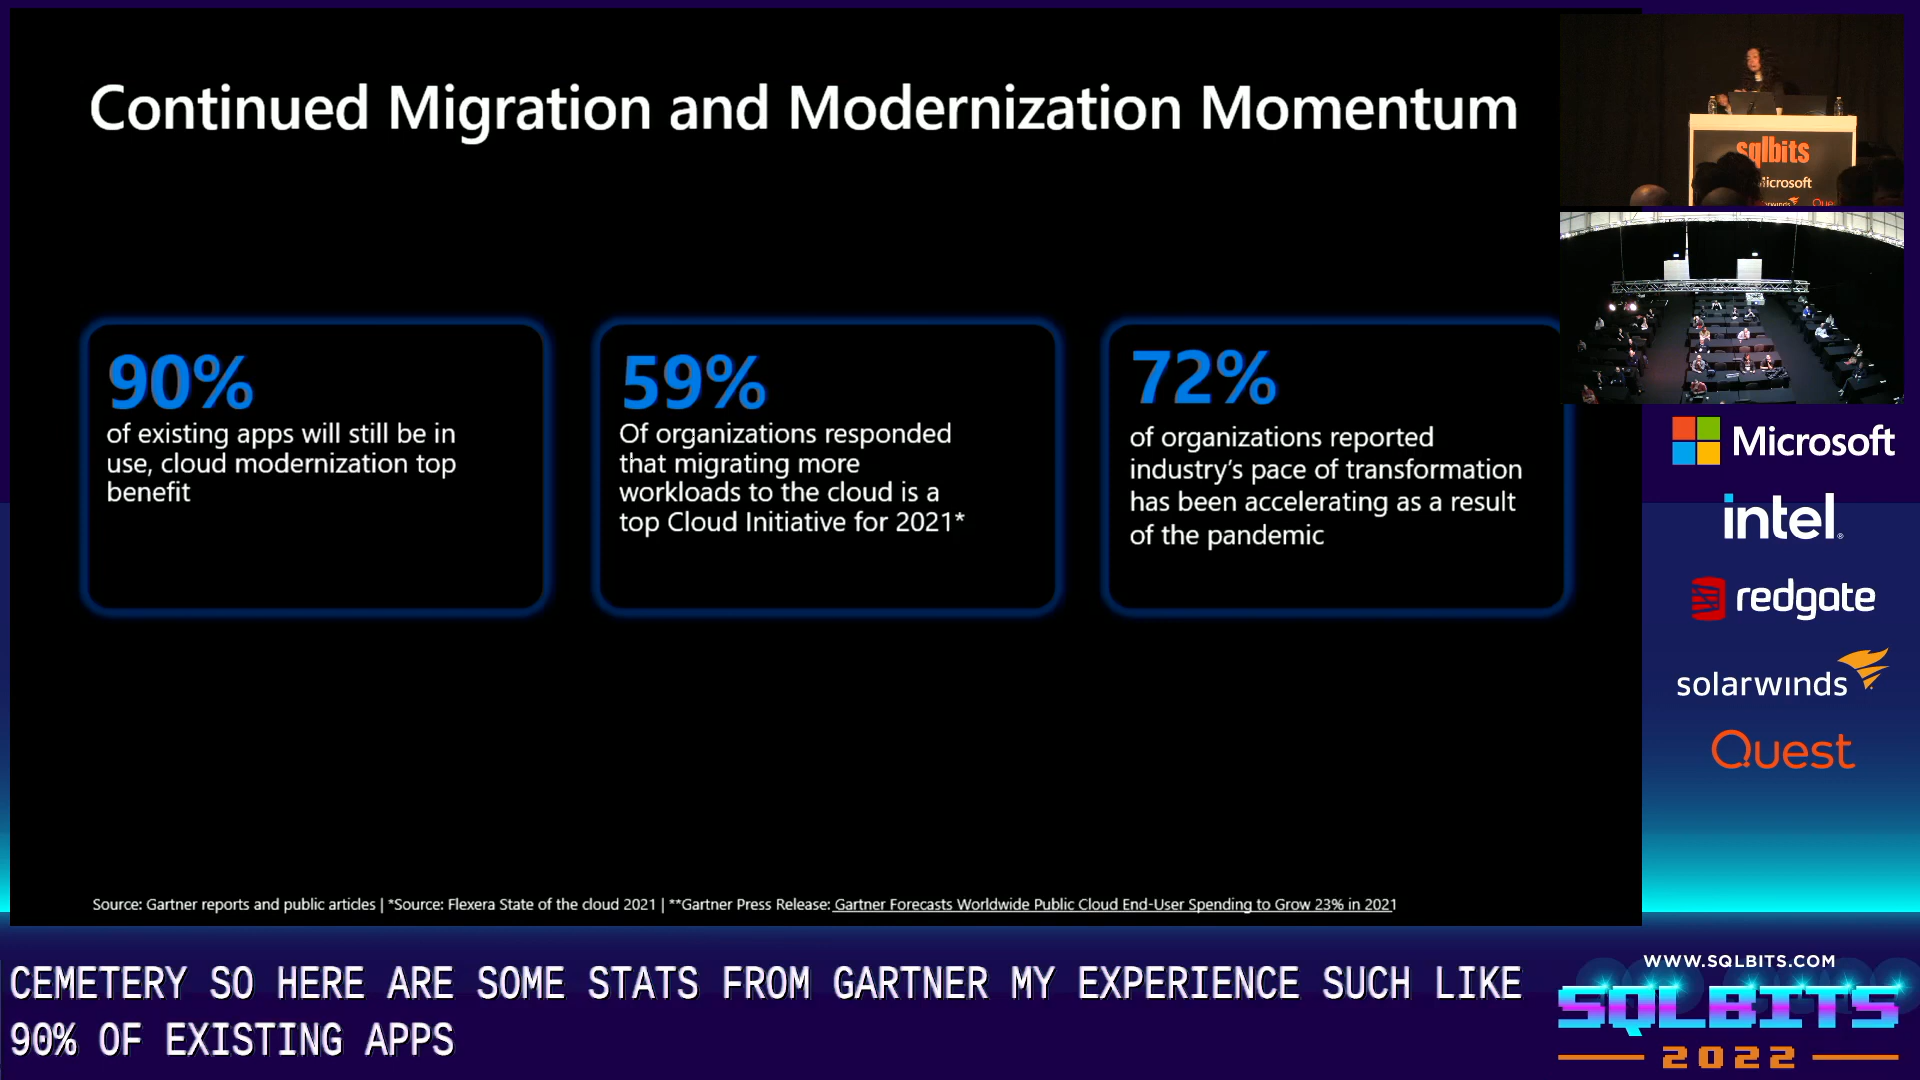 Continued Migration and Modernization Momentum
90%
of existing apps will still be in
use, cloud modernization top
benefit
59%
Of organizations responded
that migrating more
workloads to the cloud is a
top Cloud Initiative for 2021*
72%
of organizations reported
industry's pace of transformation
has been accelerating as a result
of the pandemic
Source: Gartner reports and public articles | *Source: Flexera State of the cloud 2021 | **Gartner Press Release: Gartner Forecasts Worldwide Public Cloud End-User Spending to Grow 23% in 2021
sqlbits
Microsoft
Microsoft
intel
redgate
solarwinds
Quest
CEMETERY SO HERE ARE SOME STATS FROM GARTNER MY EXPERIENCE SUCH LIKE
90% OF EXISTING APPS
WWW.SQLBITS.COM
SQLBITS
2022